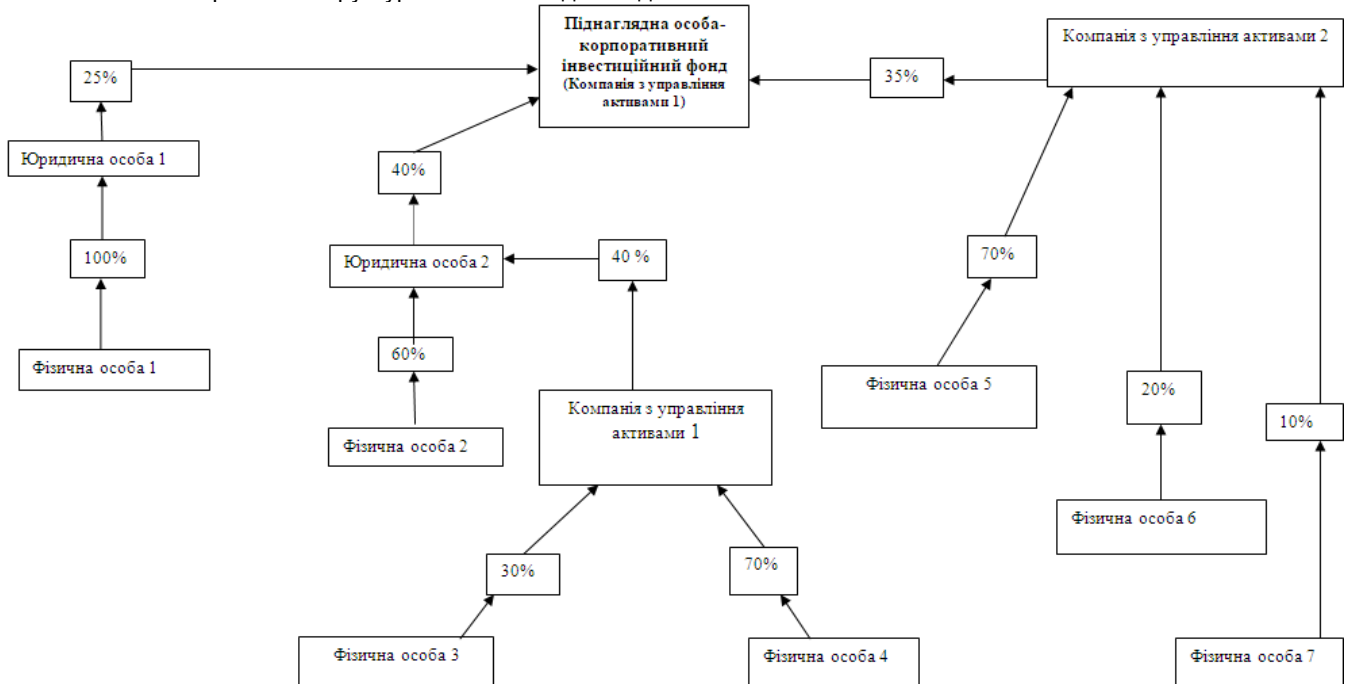 Піднаглядна особа-
корпоративний
інвестиційний фонд
(Компанія з управління
активами 1)
Компанія з управління активами 2
25%
35%
Юридична особа 1
40%
100%
Юридична особа 2
40 %
70%
Фізична особа 1
60%
Фізична особа 5
20%
Компанія з управління
активами 1
10%
Фізична особа 2
Фізична особа 6
30%
70%
Фізична особа 3
Фізична особа 4
Фізична особа 7